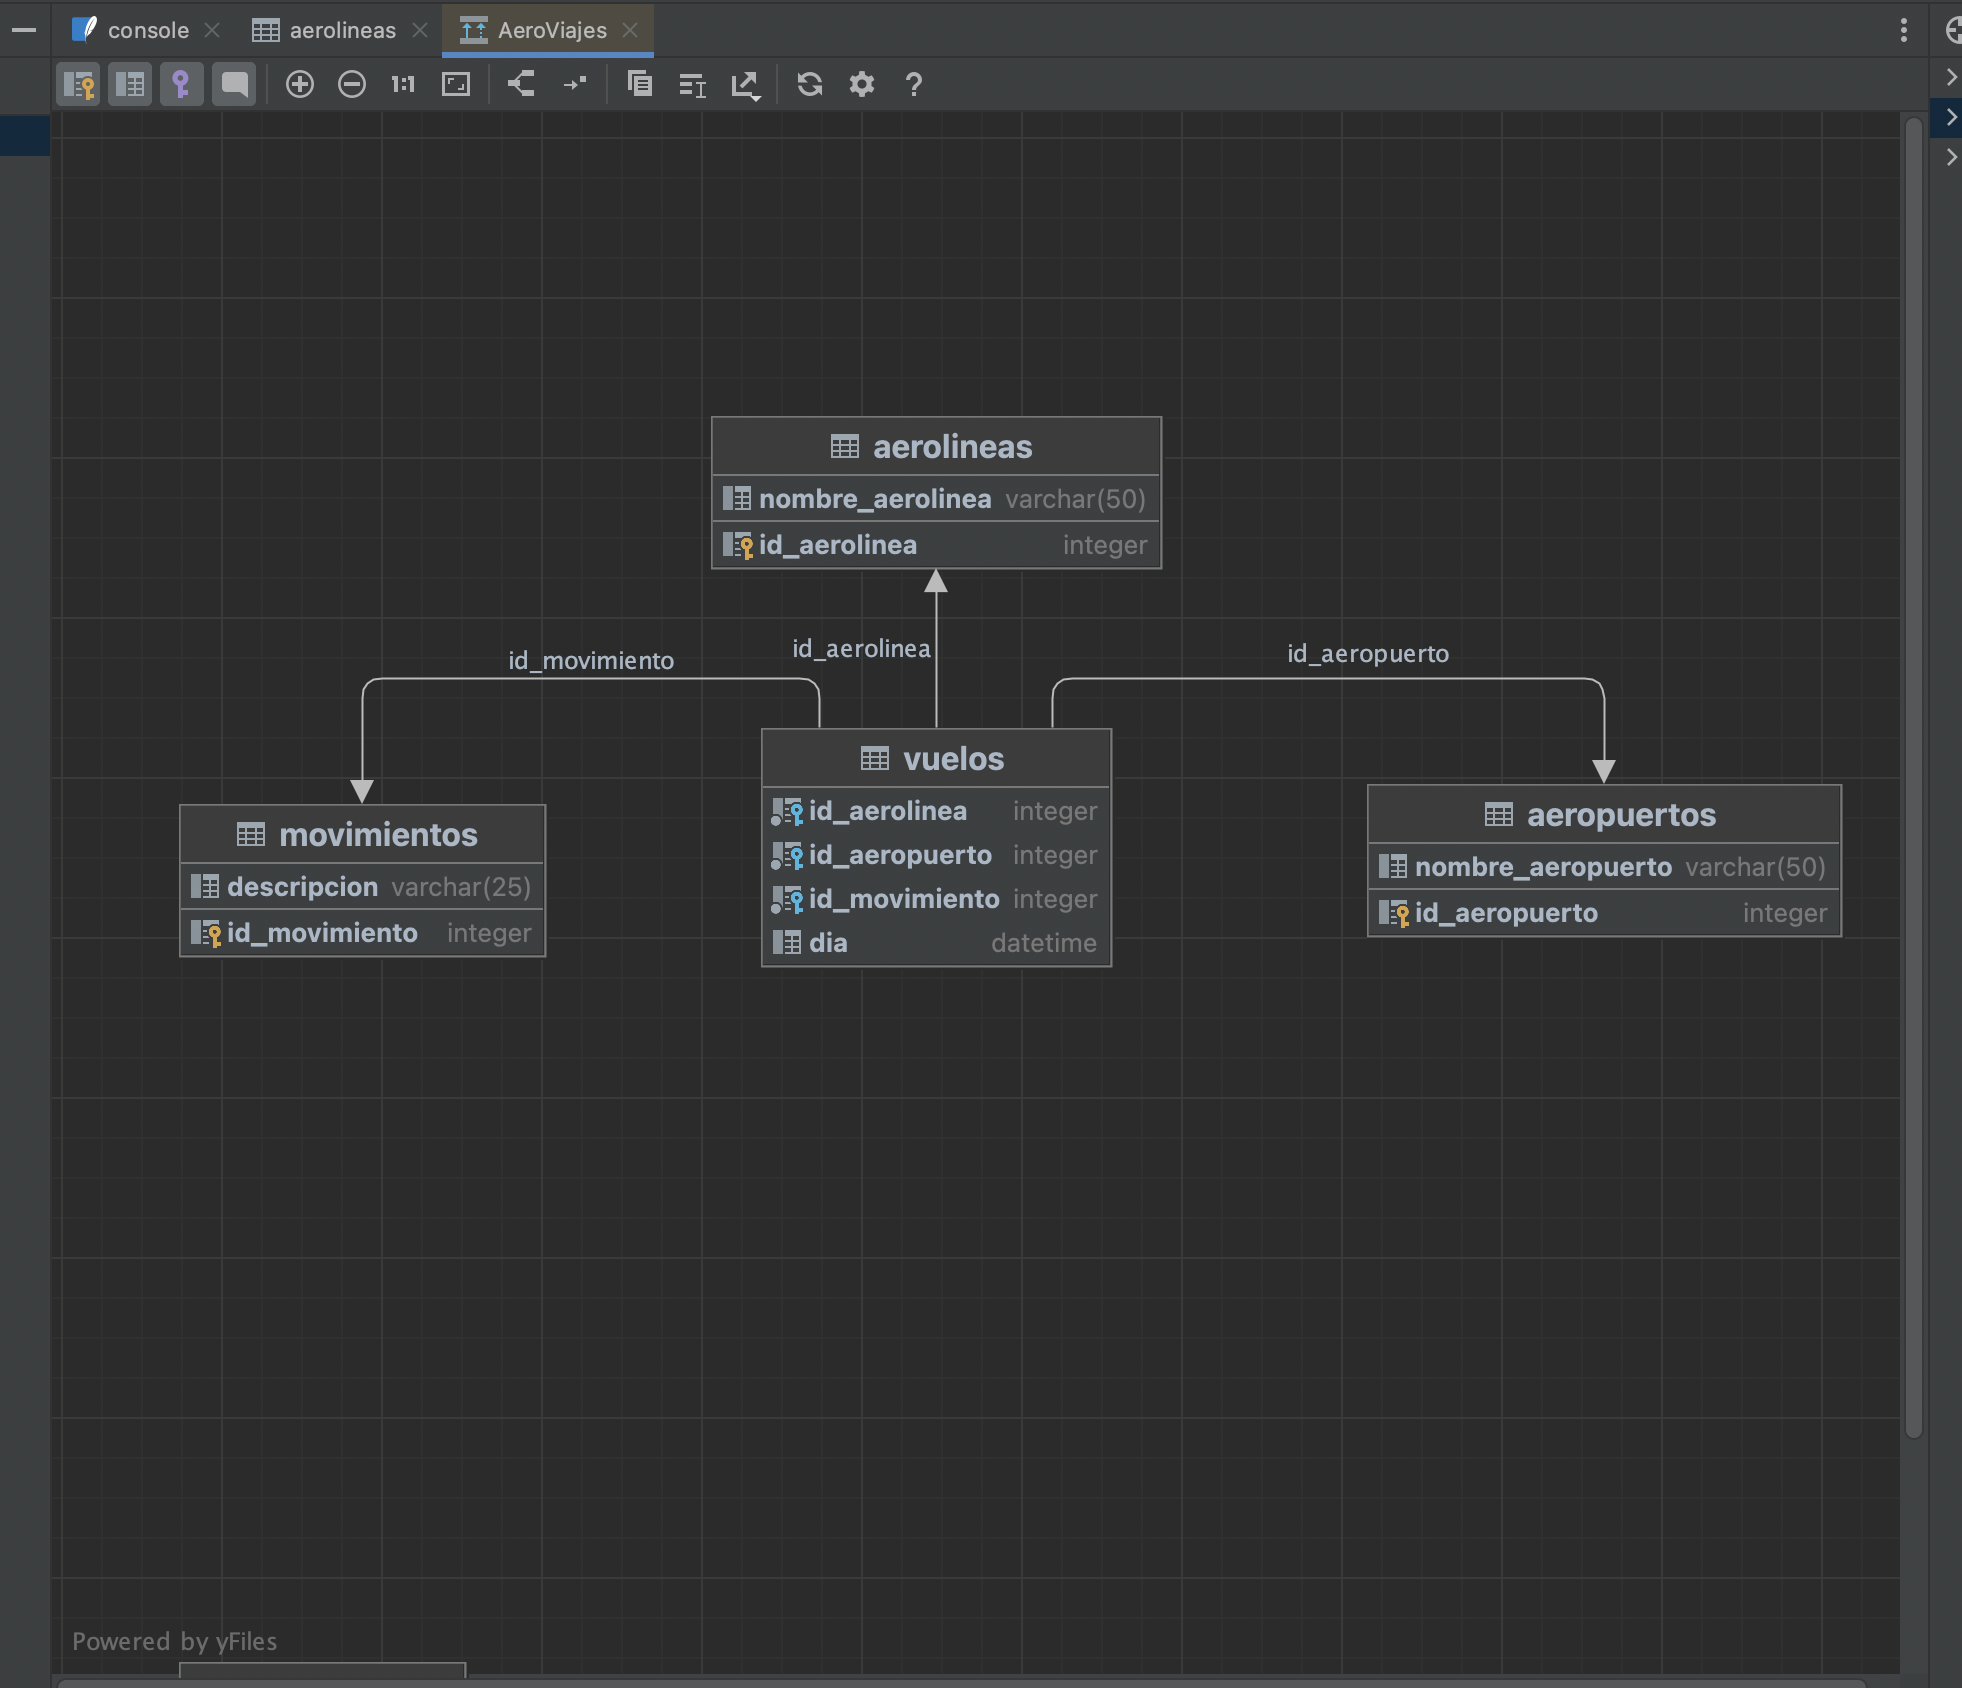 console
aerolineas
AeroViajes
1:1
?
aerolineas
nombre_aerolinea varchar(50)
id_aerolinea integer
id_movimiento
id_aerolinea
id_aeropuerto
vuelos
id_aerolinea integer
id_aeropuerto integer
id_movimiento integer
dia datetime
movimientos
descripcion varchar(25)
id_movimiento integer
aeropuertos
nombre_aeropuerto varchar(50)
id_aeropuerto integer
Powered by yFiles